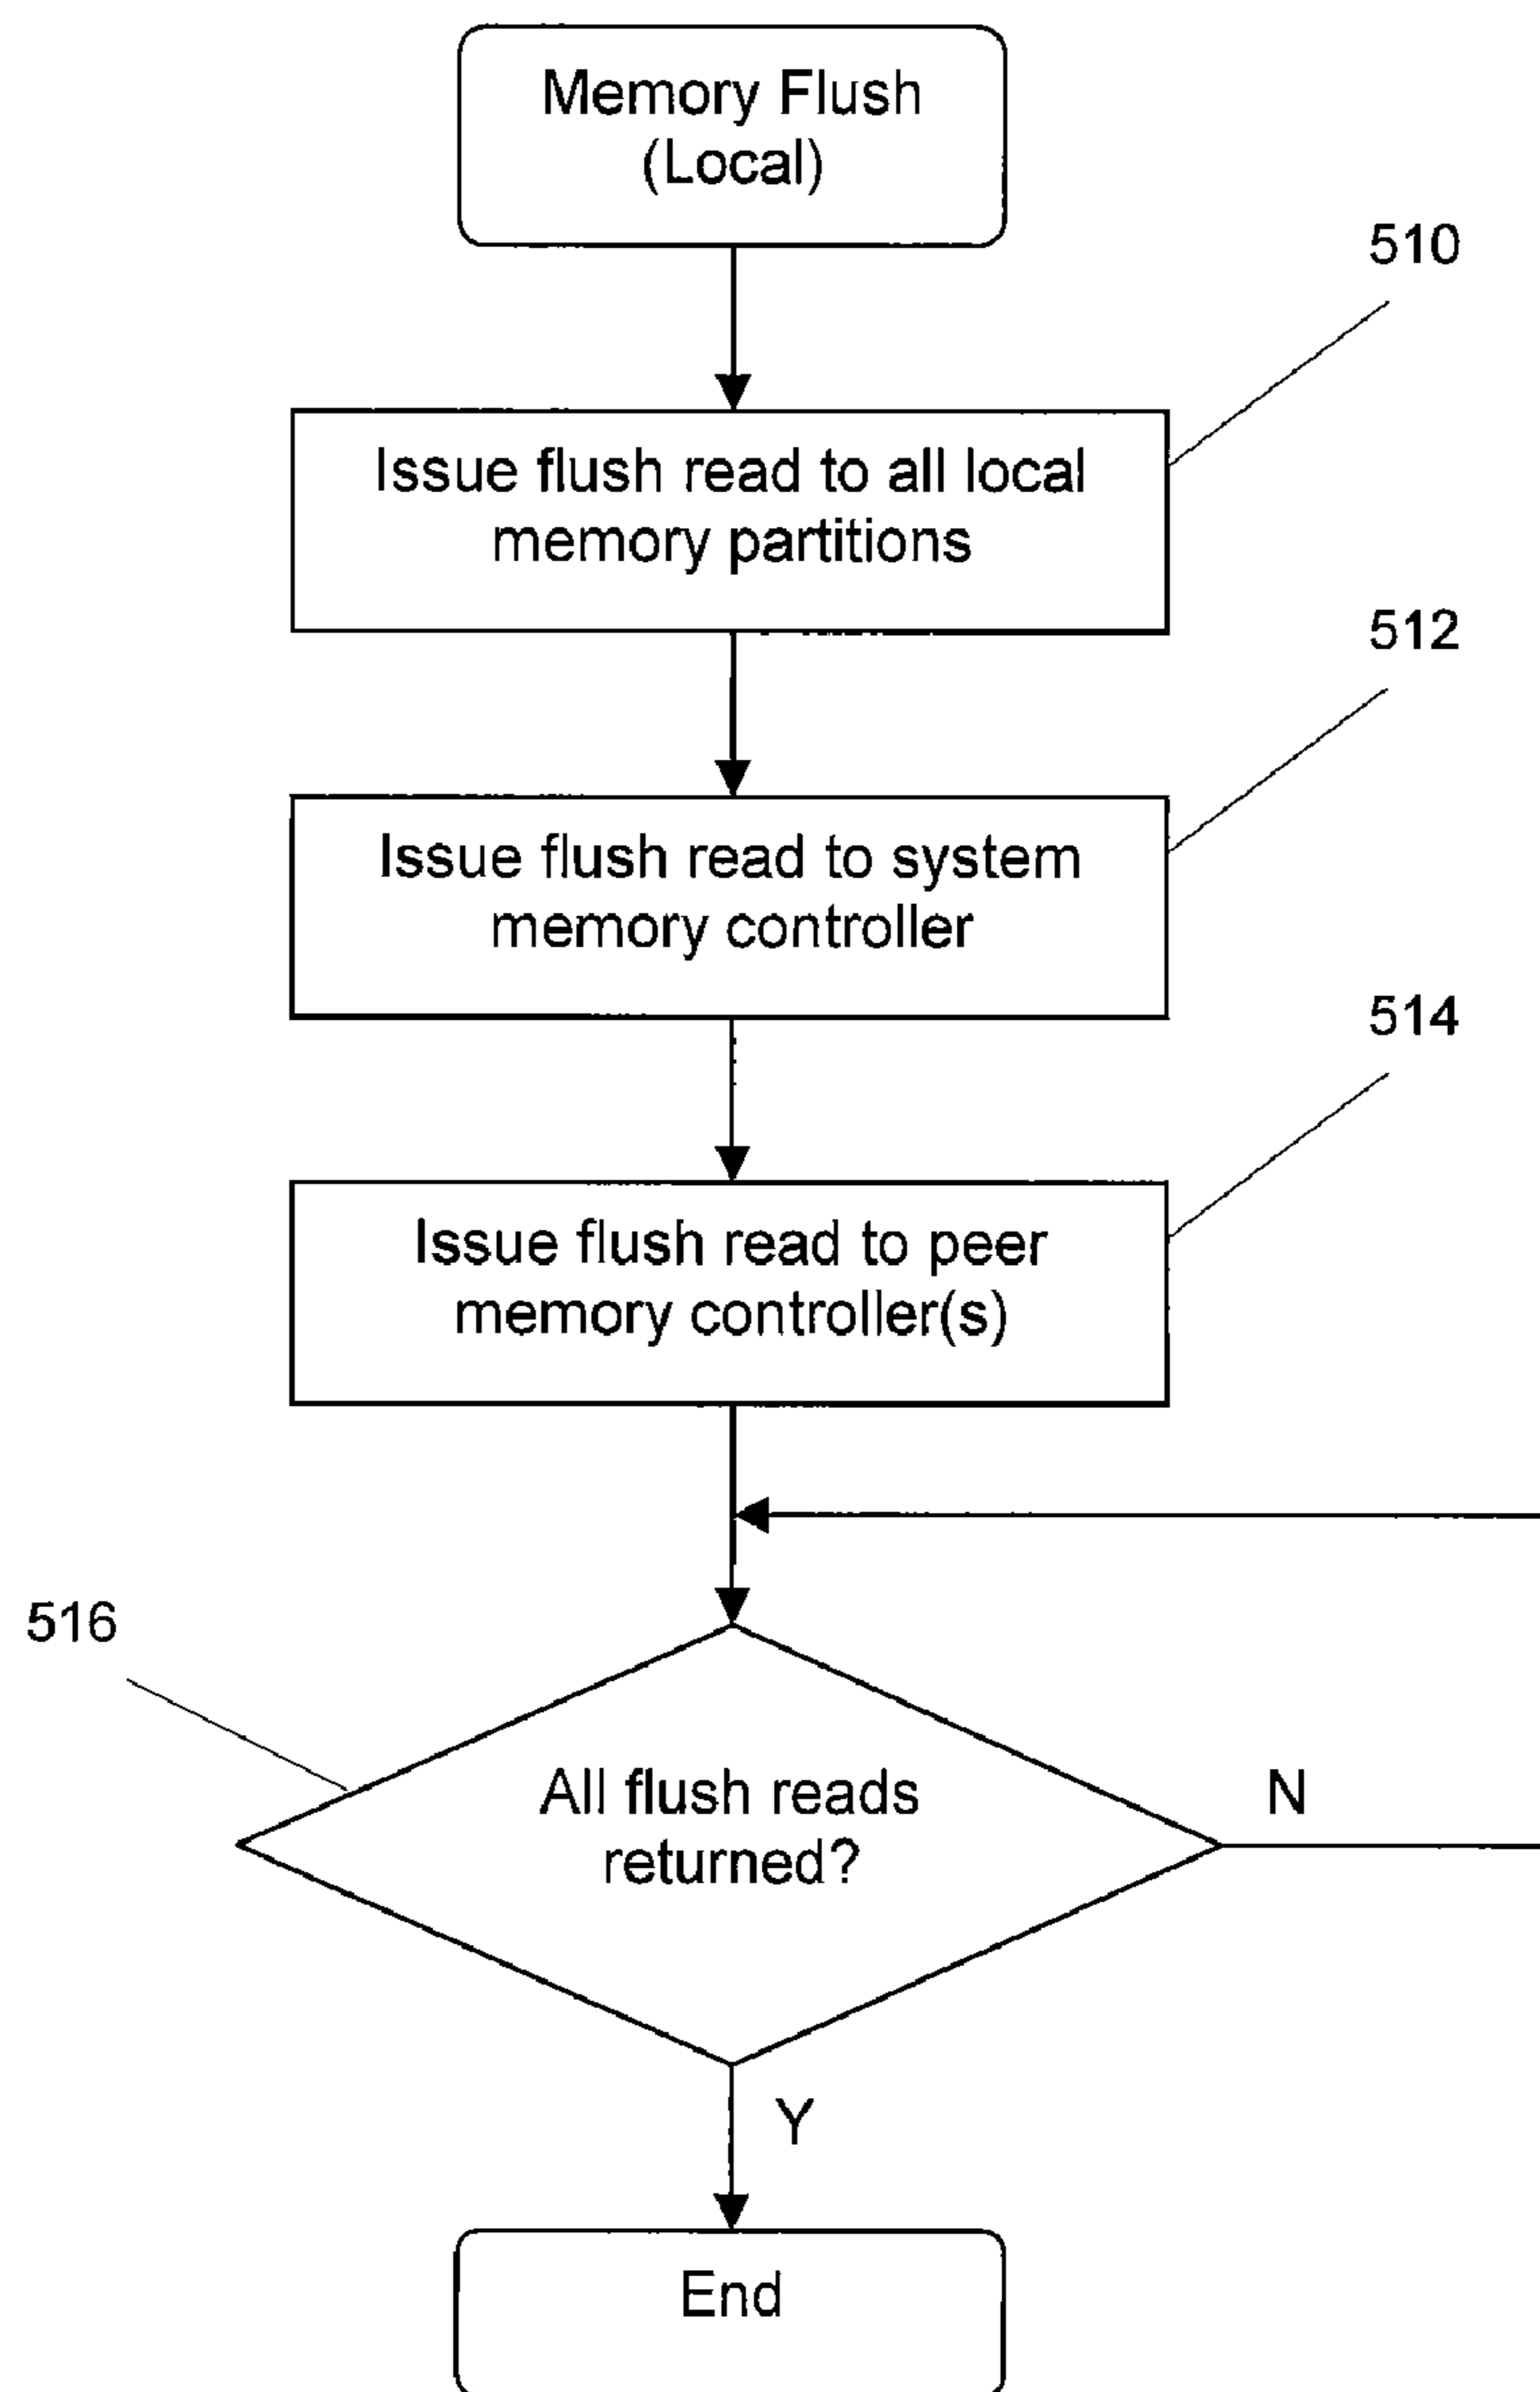 Memory Flush
(Local)
510
Issue flush read to all local
memory partitions
512
Issue flush read to system
memory controller
514
Issue flush read to peer
memory controller(s)
516
All flush reads
returned?
N
Y
End